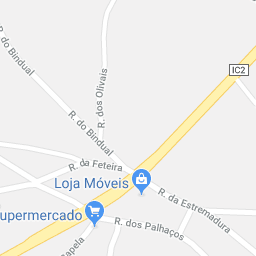 R. do Bindual
R. dos Olivais
IC2
R. do Bindual
R. da Feteira
Loja Móveis
R. da Estremadura
upermercado
R. dos Palhaços
apela